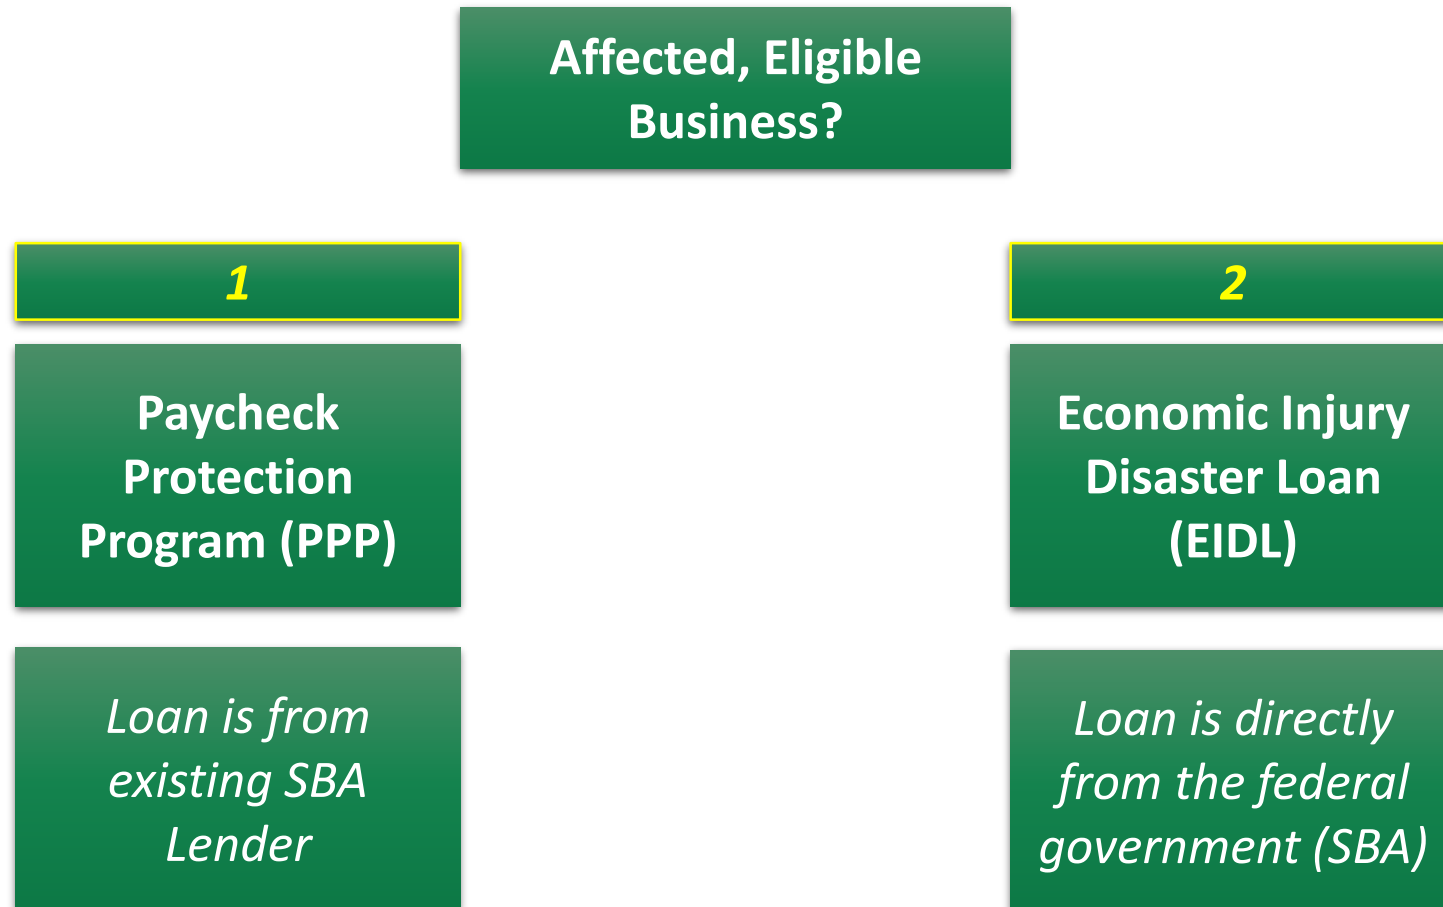 Affected, Eligible
Business?
1
Paycheck
Protection
Program (PPP)
Loan is from
existing SBA
Lender
2
Economic Injury
Disaster Loan
(EIDL)
Loan is directly
from the federal
government (SBA)